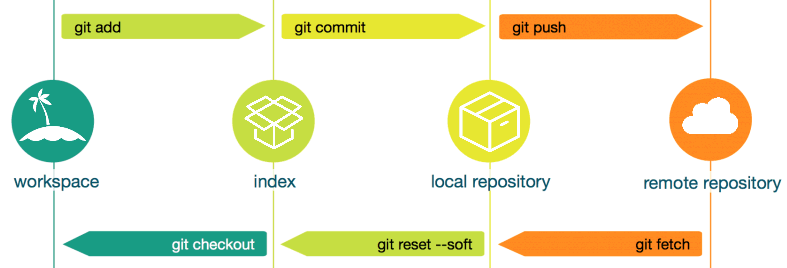 git add
git commit
git push
workspace
index
local repository
remote repository
git checkout
git reset --soft
git fetch